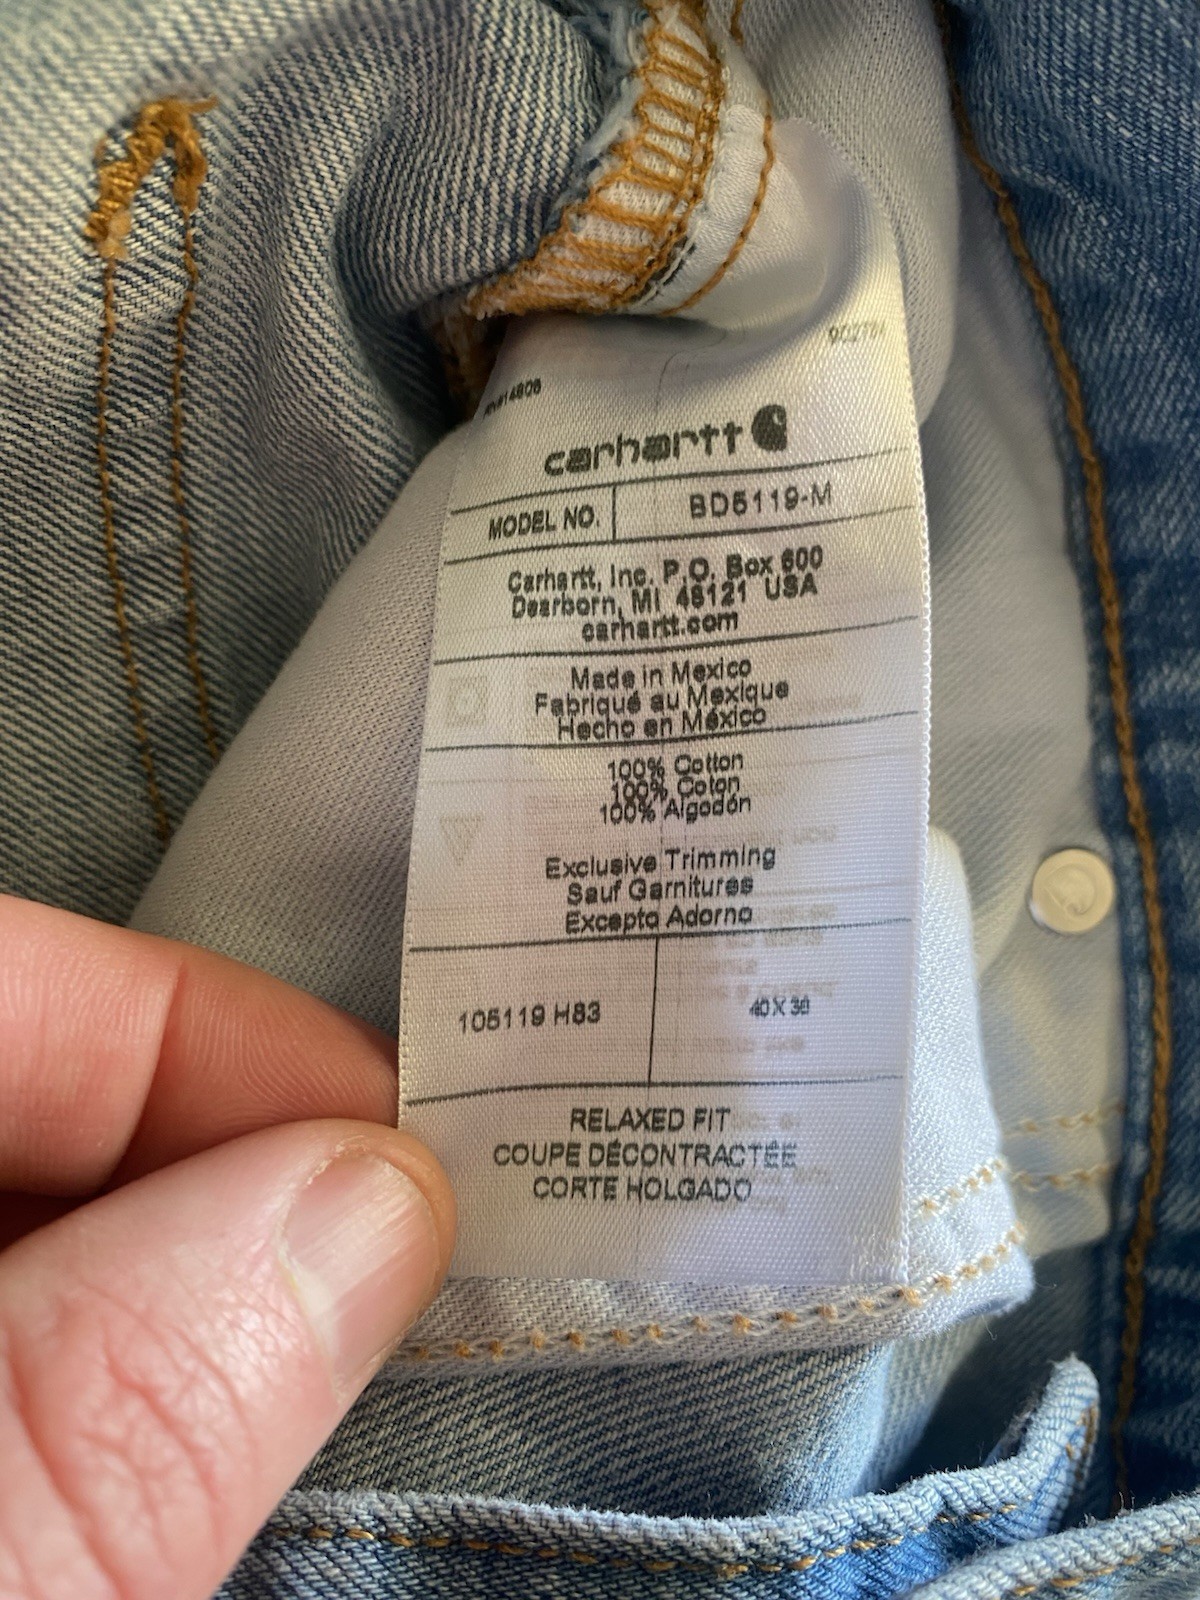 carhartt
MODEL NO. BD5119-M
Carhartt, Inc. P.O. Box 600
Dearborn, MI 48121 USA
carhartt.com
Made in Mexico
Fabriqué au Mexique
Hecho en México
100% Cotton
100% Coton
100% Algodón
Exclusive Trimming
Sauf Garnitures
Excepto Adorno
105119 H83
RELAXED FIT
COUPE DÉCONTRACTÉE
CORTE HOLGADO